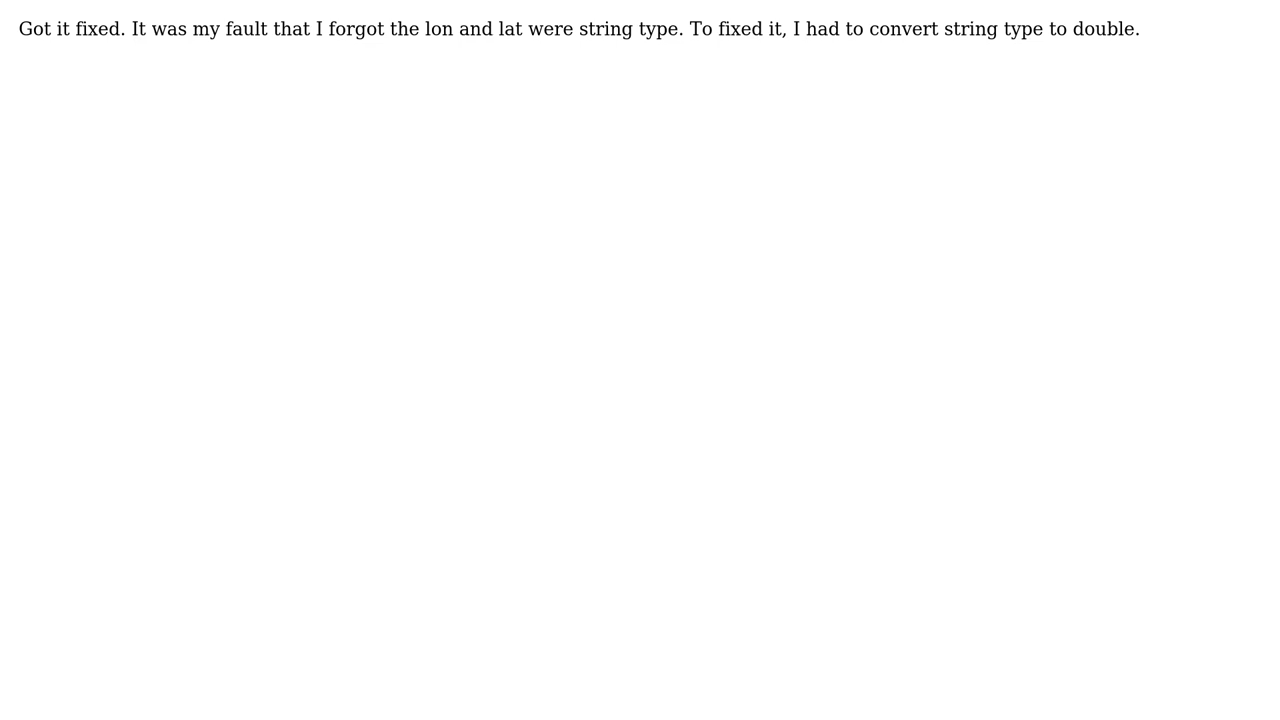 Got it fixed. It was my fault that I forgot the lon and lat were string type. To fixed it, I had to convert string type to double.